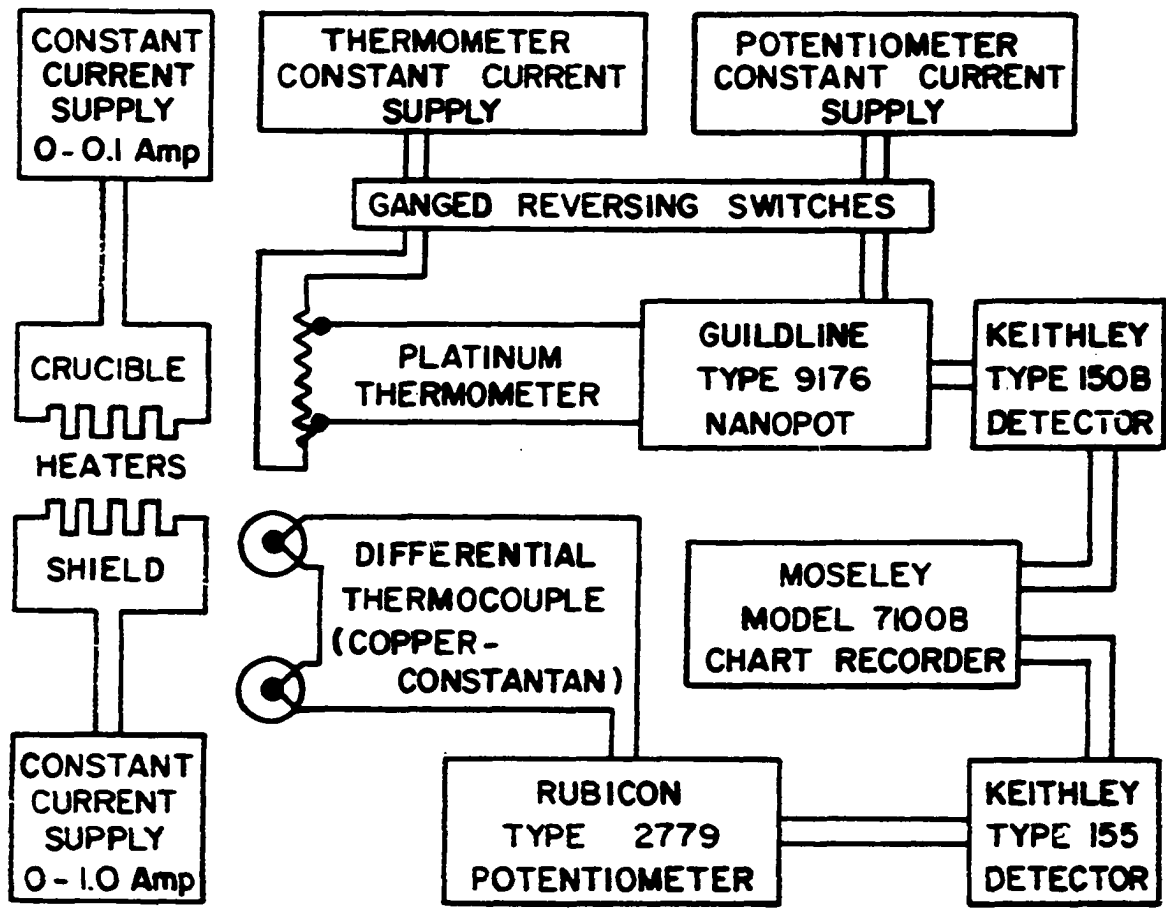 CONSTANT
CURRENT
SUPPLY
0-0.1 Amp
THERMOMETER
CONSTANT CURRENT
SUPPLY
POTENTIOMETER
CONSTANT CURRENT
SUPPLY
GANGED REVERSING SWITCHES
CRUCIBLE
HEATERS
SHIELD
PLATINUM
THERMOMETER
GUILDLINE
TYPE 9176
NANOPOT
KEITHLEY
TYPE 150B
DETECTOR
DIFFERENTIAL
THERMOCOUPLE
(COPPER-
CONSTANTAN)
MOSELEY
MODEL 7100B
CHART RECORDER
CONSTANT
CURRENT
SUPPLY
0-1.0 Amp
RUBICON
TYPE 2779
POTENTIOMETER
KEITHLEY
TYPE 155
DETECTOR